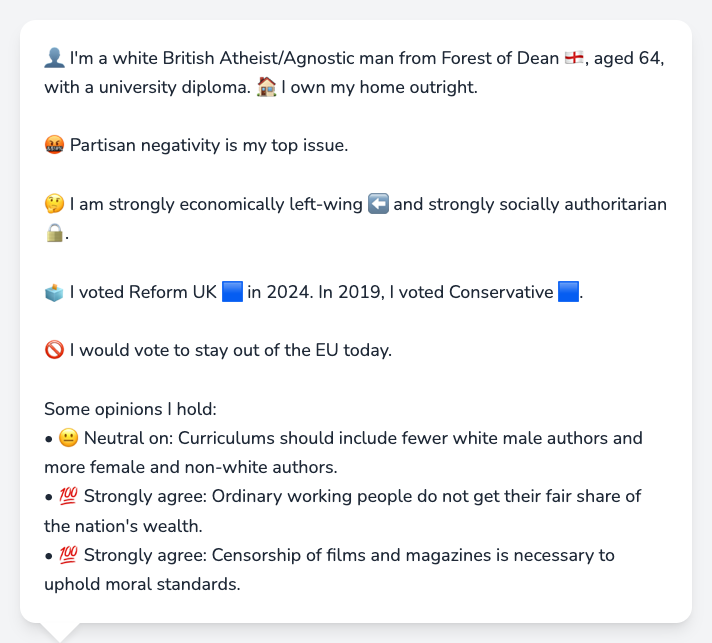 👤 I'm a white British Atheist/Agnostic man from Forest of Dean 🏴󠁧󠁢󠁥󠁮󠁧󠁿, aged 64,
with a university diploma. 🏠 I own my home outright.
🤬 Partisan negativity is my top issue.
🤔 I am strongly economically left-wing ⬅️ and strongly socially authoritarian
🔒.
🗳️ I voted Reform UK 🟦 in 2024. In 2019, I voted Conservative 🟦.
🚫 I would vote to stay out of the EU today.
Some opinions I hold:
• 😐 Neutral on: Curriculums should include fewer white male authors and
more female and non-white authors.
• 💯 Strongly agree: Ordinary working people do not get their fair share of
the nation's wealth.
• 💯 Strongly agree: Censorship of films and magazines is necessary to
uphold moral standards.